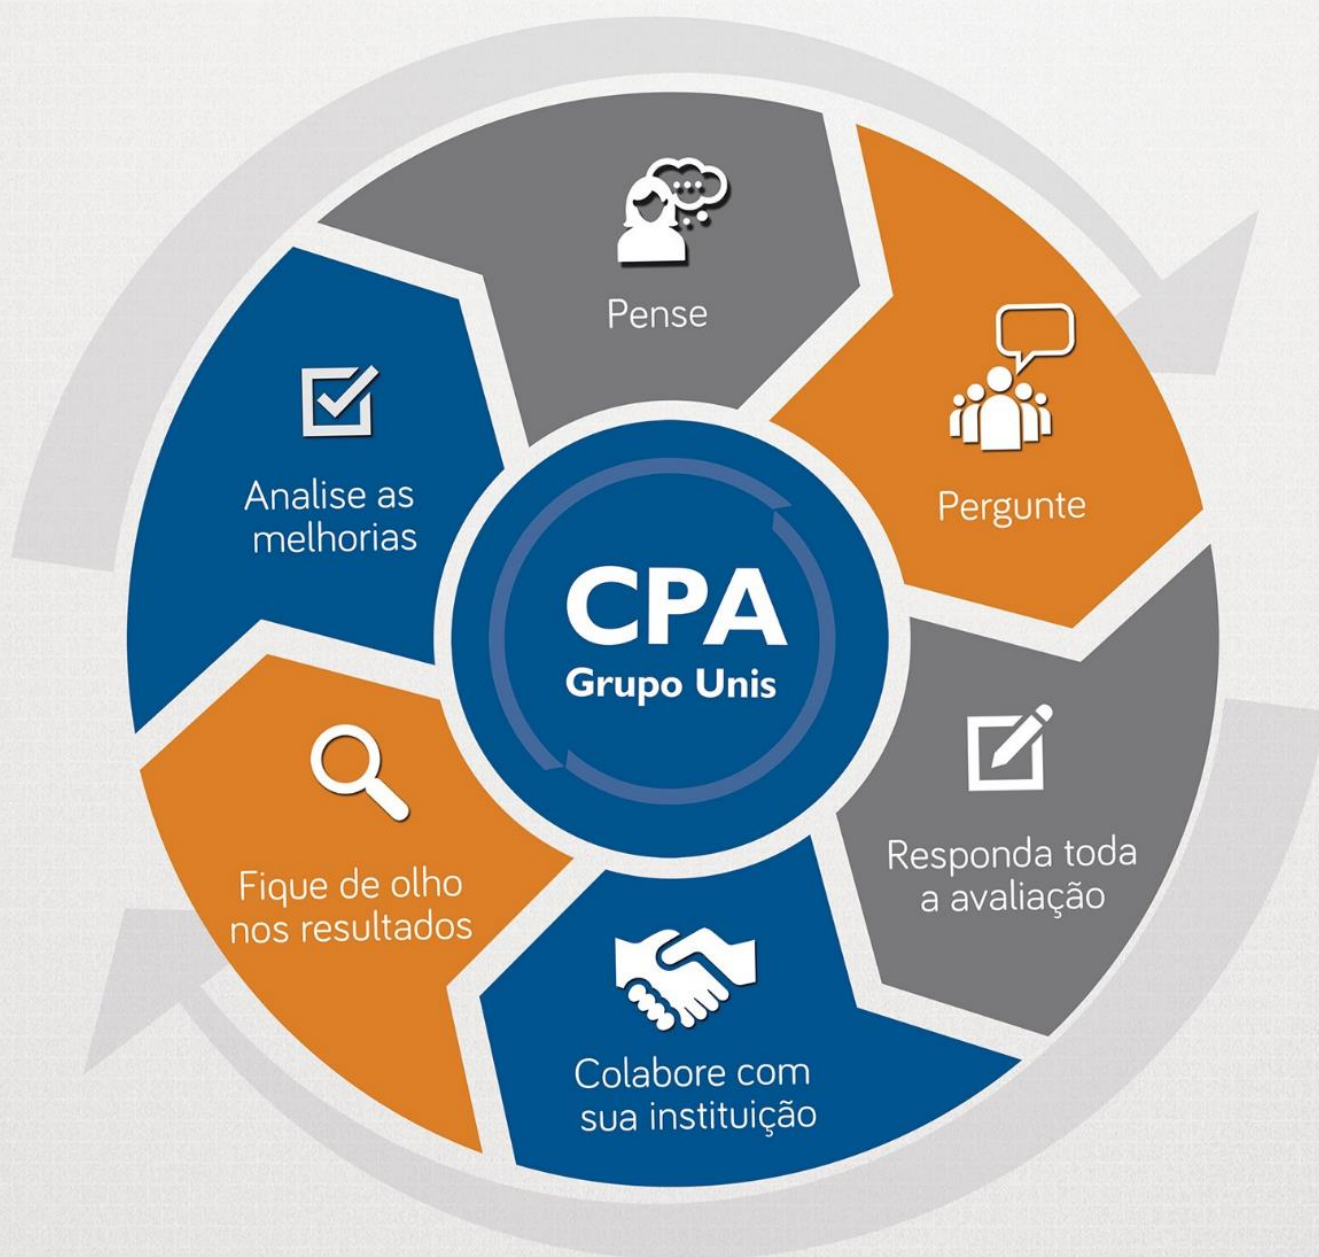 Pense
Pergunte
Responda toda
a avaliação
Colabore com
sua instituição
Fique de olho
nos resultados
Analise as
melhorias
CPA
Grupo Unis